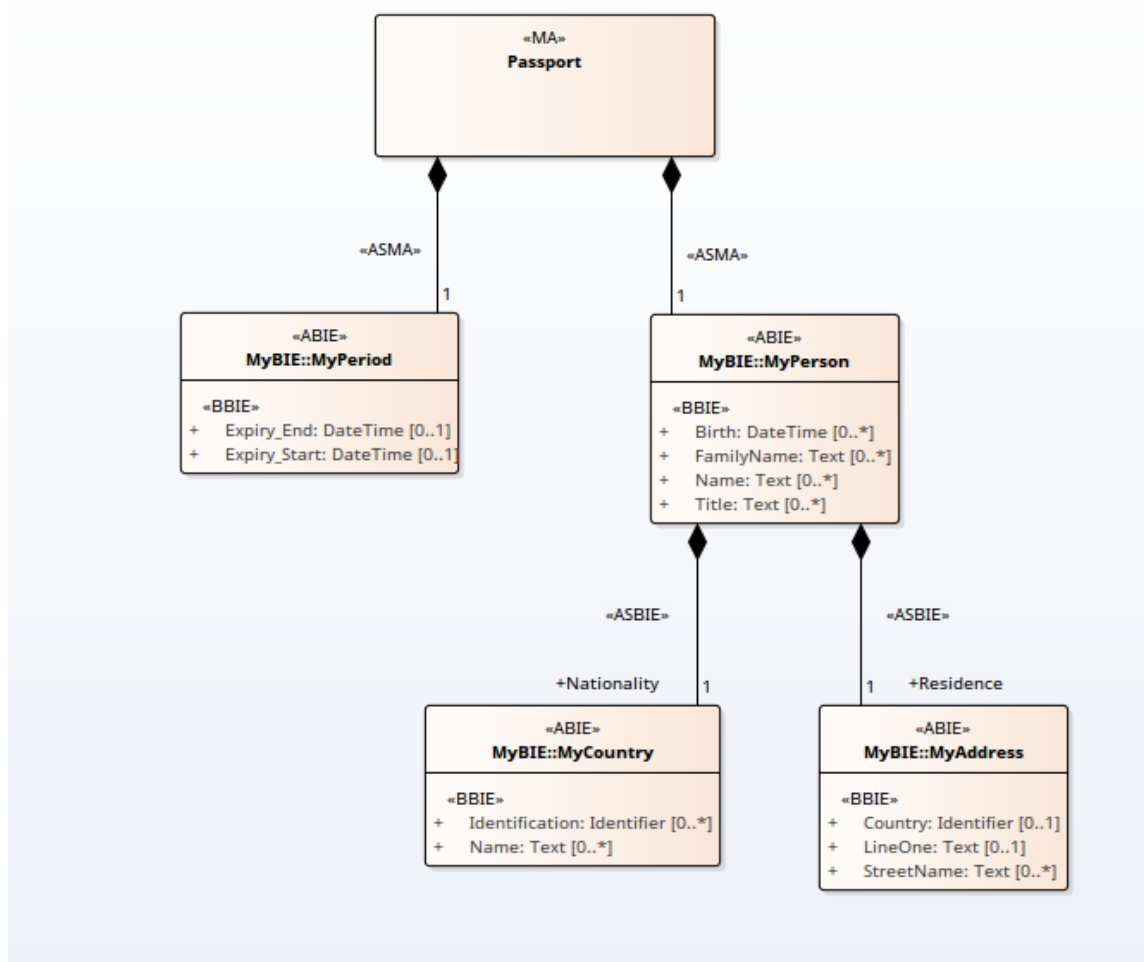 «MA»
Passport
«ASMA»
«ASMA»
1
1
«ABIE»
MyBIE::MyPeriod
«BBIE»
+ Expiry_End: DateTime [0..1]
+ Expiry_Start: DateTime [0..1]
«ABIE»
MyBIE::MyPerson
«BBIE»
+ Birth: DateTime [0..*]
+ FamilyName: Text [0..*]
+ Name: Text [0..*]
+ Title: Text [0..*]
«ASBIE»
«ASBIE»
+Nationality
1
1
+Residence
«ABIE»
MyBIE::MyCountry
«BBIE»
+ Identification: Identifier [0..*]
+ Name: Text [0..*]
«ABIE»
MyBIE::MyAddress
«BBIE»
+ Country: Identifier [0..1]
+ LineOne: Text [0..1]
+ StreetName: Text [0..*]